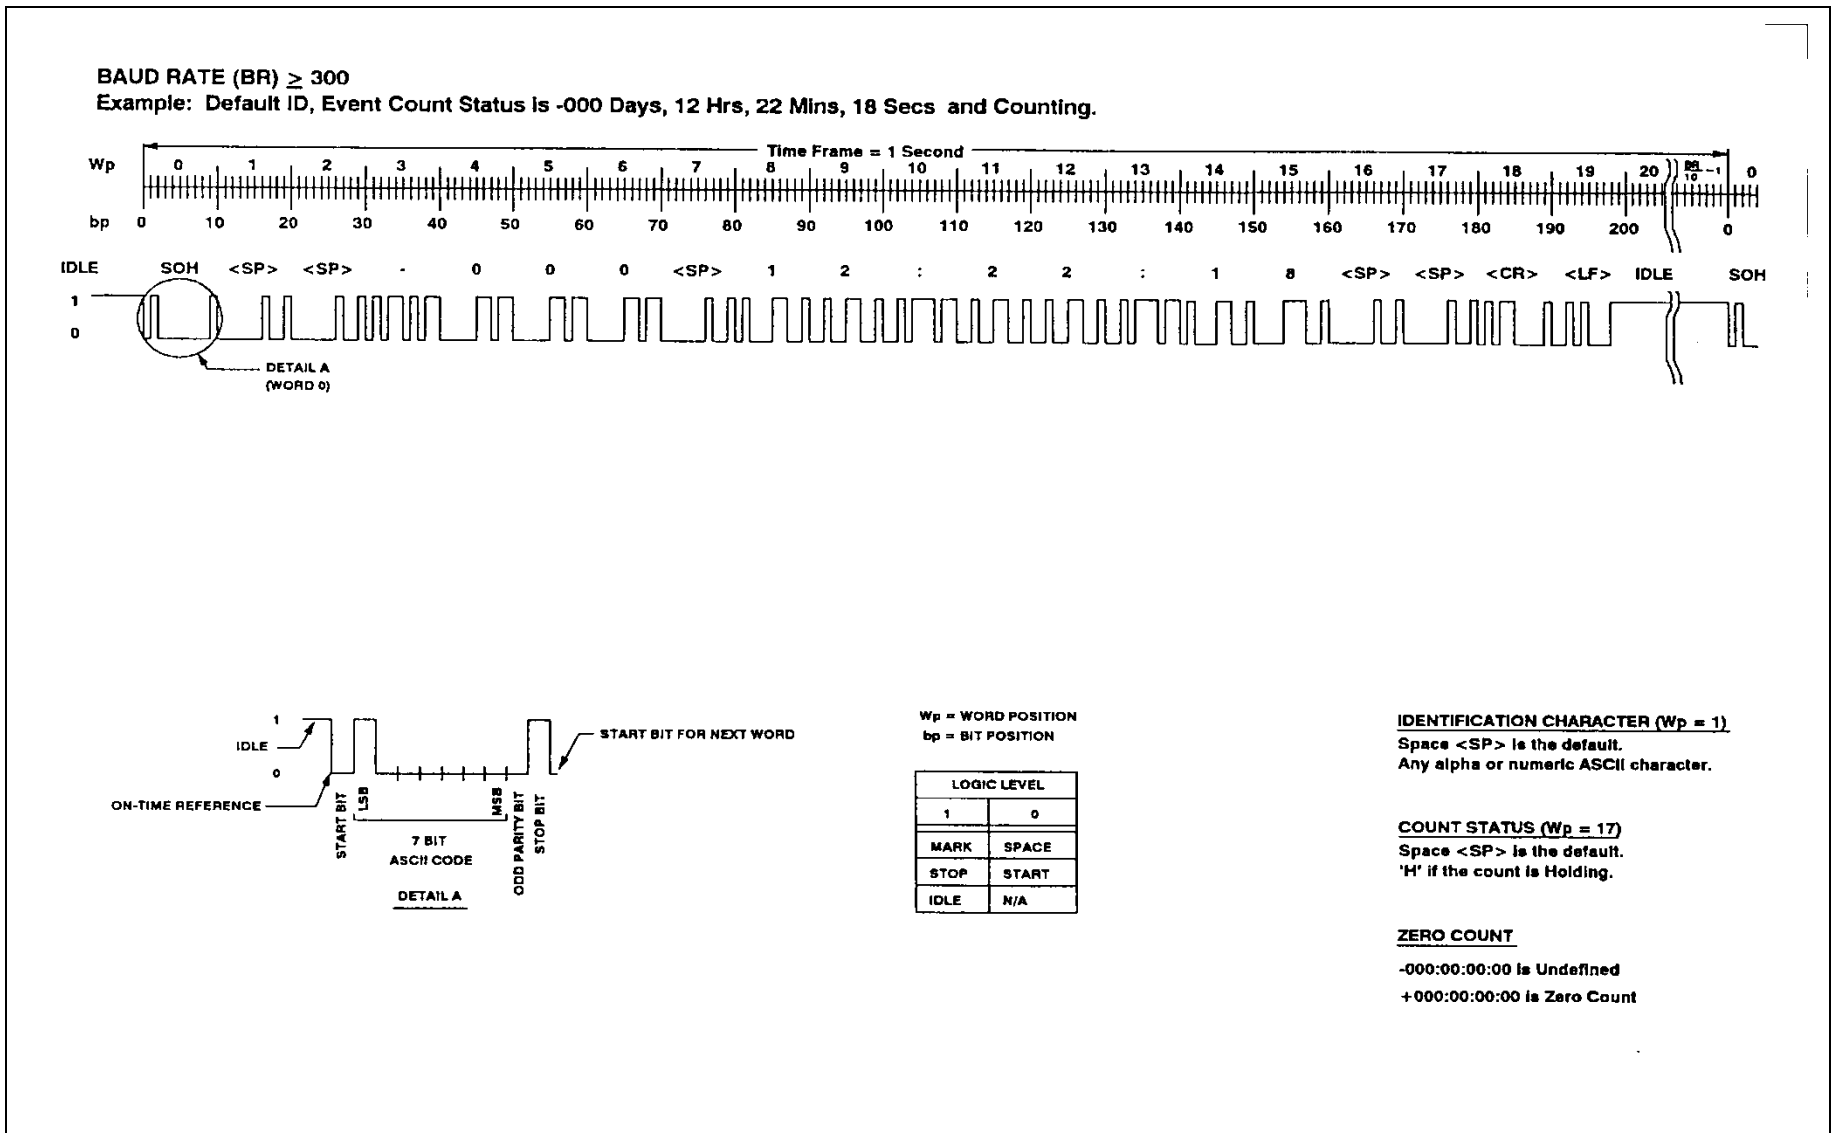 BAUD RATE (BR) ≥ 300
Example: Default ID, Event Count Status is -000 Days, 12 Hrs, 22 Mins, 18 Secs and Counting.
Time Frame = 1 Second
Wp 0 1 2 3 4 5 6 7 8 9 10 11 12 13 14 15 16 17 18 19 20 BR/10 -1 0
bp 0 10 20 30 40 50 60 70 80 90 100 110 120 130 140 150 160 170 180 190 200 0
IDLE SOH <SP> <SP> - 0 0 0 <SP> 1 2 : 2 2 : 1 8 <SP> <SP> <CR> <LF> IDLE SOH
1
0
DETAIL A
(WORD 0)
1
IDLE
0
ON-TIME REFERENCE
START BIT FOR NEXT WORD
START BIT
LSB
MSB
ODD PARITY BIT
STOP BIT
7 BIT
ASCII CODE
DETAIL A
Wp = WORD POSITION
bp = BIT POSITION
LOGIC LEVEL
1 0
MARK SPACE
STOP START
IDLE N/A
IDENTIFICATION CHARACTER (Wp = 1)
Space <SP> is the default.
Any alpha or numeric ASCII character.
COUNT STATUS (Wp = 17)
Space <SP> is the default.
'H' if the count is Holding.
ZERO COUNT
-000:00:00:00 is Undefined
+000:00:00:00 is Zero Count